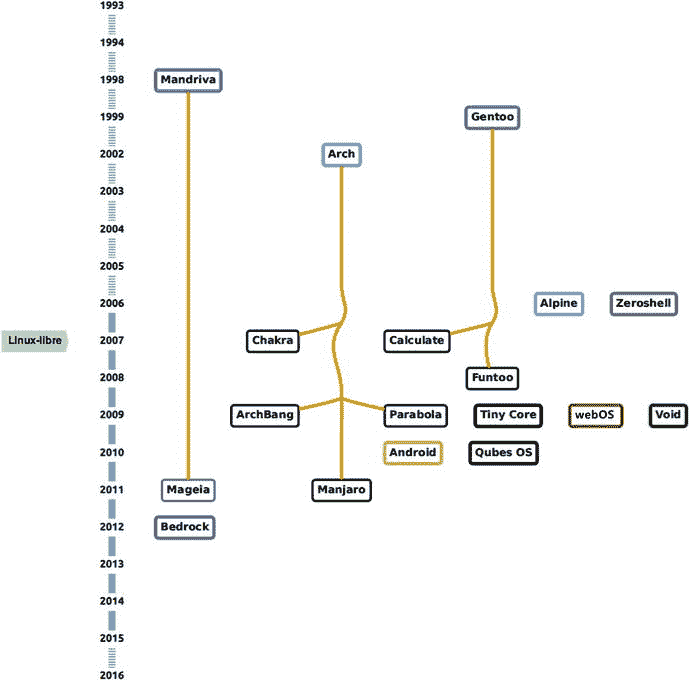 1993
1994
1998 Mandriva
1999 Gentoo
2002 Arch
2003
2004
2005
2006 Alpine Zeroshell
Linux-libre 2007 Chakra Calculate
2008 Funtoo
2009 ArchBang Parabola Tiny Core webOS Void
2010 Android Qubes OS
2011 Mageia Manjaro
2012 Bedrock
2013
2014
2015
2016